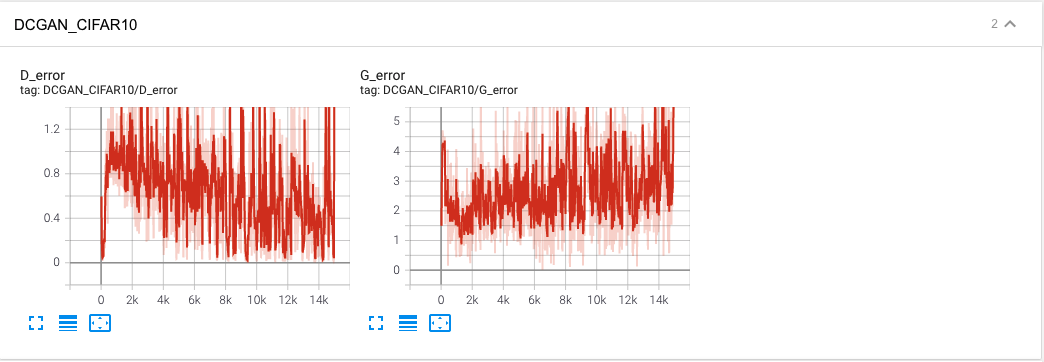 DCGAN_CIFAR10
2
D_error
tag: DCGAN_CIFAR10/D_error
1.2
0.8
0.4
0
0 2k 4k 6k 8k 10k 12k 14k
G_error
tag: DCGAN_CIFAR10/G_error
5
4
3
2
1
0
0 2k 4k 6k 8k 10k 12k 14k